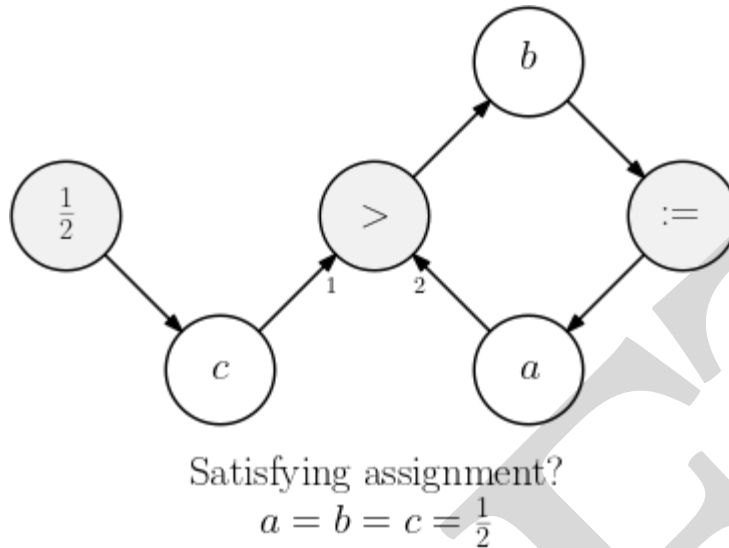 b
1/2
>
:=
1
2
c
a
Satisfying assignment?
a = b = c = 1/2